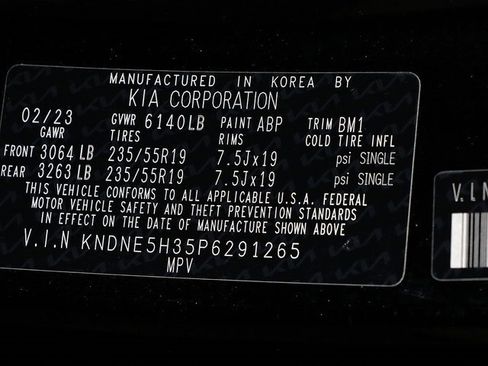 MANUFACTURED IN KOREA BY
KIA CORPORATION
02/23 GVWR 6140LB PAINT ABP TRIM BM1
GAWR TIRES RIMS COLD TIRE INFL
FRONT 3064 LB 235/55R19 7.5Jx19 psi SINGLE
REAR 3263 LB 235/55R19 7.5Jx19 psi SINGLE
THIS VEHICLE CONFORMS TO ALL APPLICABLE U.S.A. FEDERAL
MOTOR VEHICLE SAFETY AND THEFT PREVENTION STANDARDS
IN EFFECT ON THE DATE OF MANUFACTURE SHOWN ABOVE
V.I.N KNDNE5H35P6291265
MPV
V.I.N